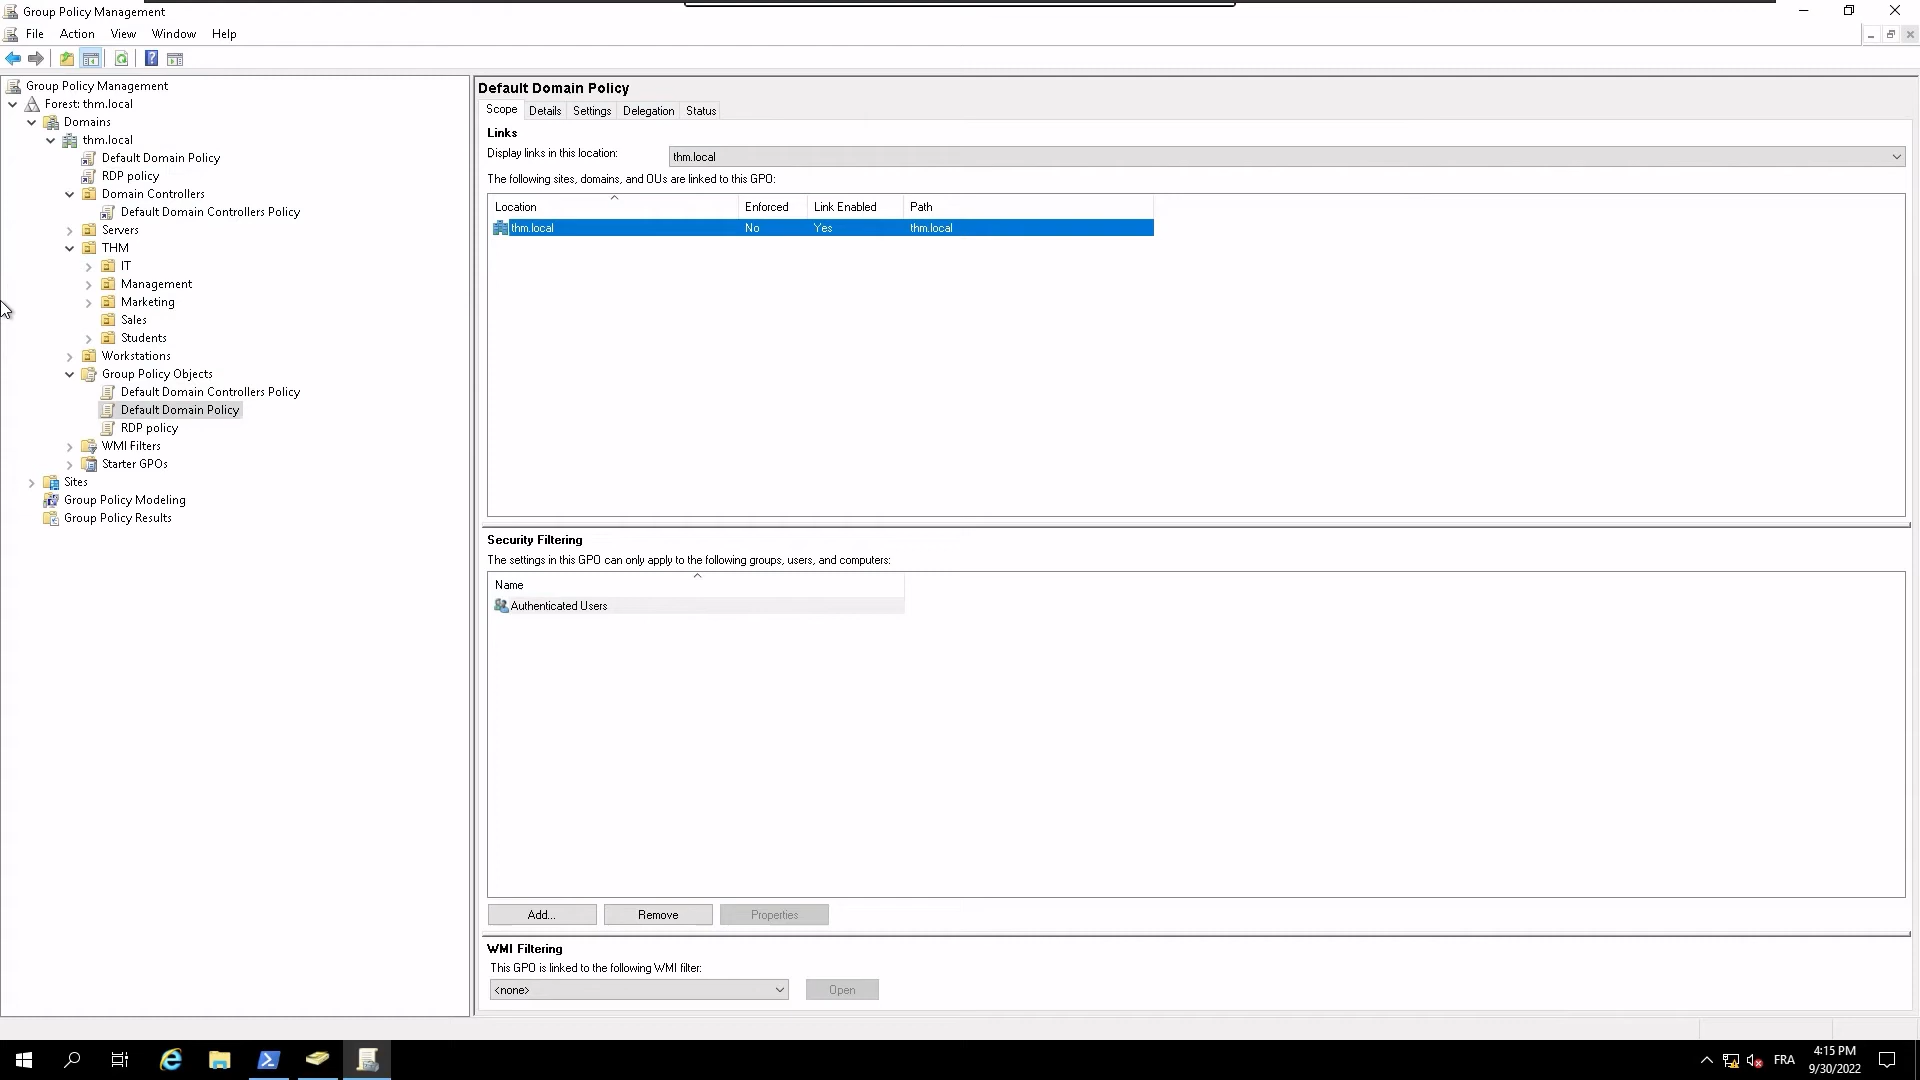 Group Policy Management
File Action View Window Help
Group Policy Management
Forest: thm.local
Domains
thm.local
Default Domain Policy
RDP policy
Domain Controllers
Default Domain Controllers Policy
Servers
THM
IT
Management
Marketing
Sales
Students
Workstations
Group Policy Objects
Default Domain Controllers Policy
Default Domain Policy
RDP policy
WMI Filters
Starter GPOs
Sites
Group Policy Modeling
Group Policy Results
Default Domain Policy
Scope Details Settings Delegation Status
Links
Display links in this location: thm.local
The following sites, domains, and OUs are linked to this GPO:
Location Enforced Link Enabled Path
thm.local No Yes thm.local
Security Filtering
The settings in this GPO can only apply to the following groups, users, and computers:
Name
Authenticated Users
Add... Remove Properties
WMI Filtering
This GPO is linked to the following WMI filter:
<none> Open
FRA
4:15 PM
9/30/2022